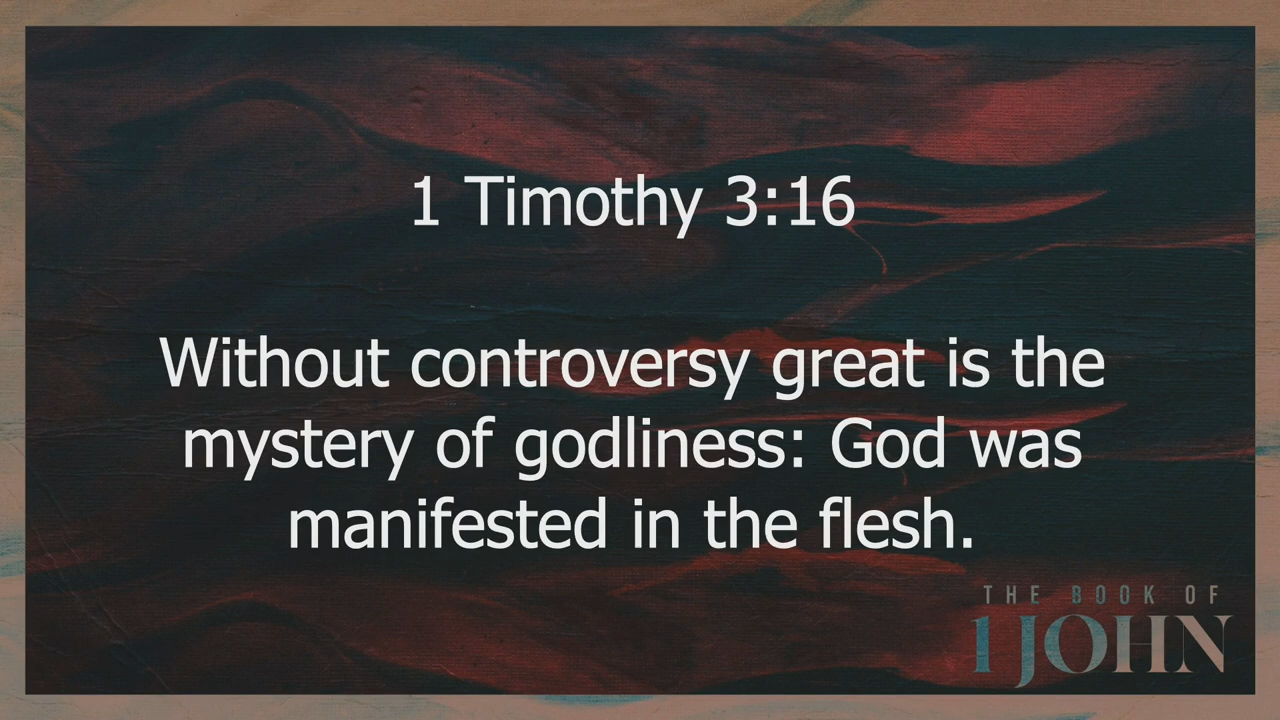 1 Timothy 3:16
Without controversy great is the
mystery of godliness: God was
manifested in the flesh.
THE BOOK OF
1 JOHN